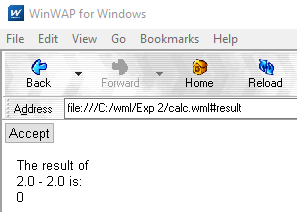 WinWAP for Windows
File Edit View Go Bookmarks Help
Back Forward Home Reload
Address file:///C:/wml/Exp 2/calc.wml#result
Accept
The result of
2.0 - 2.0 is:
0